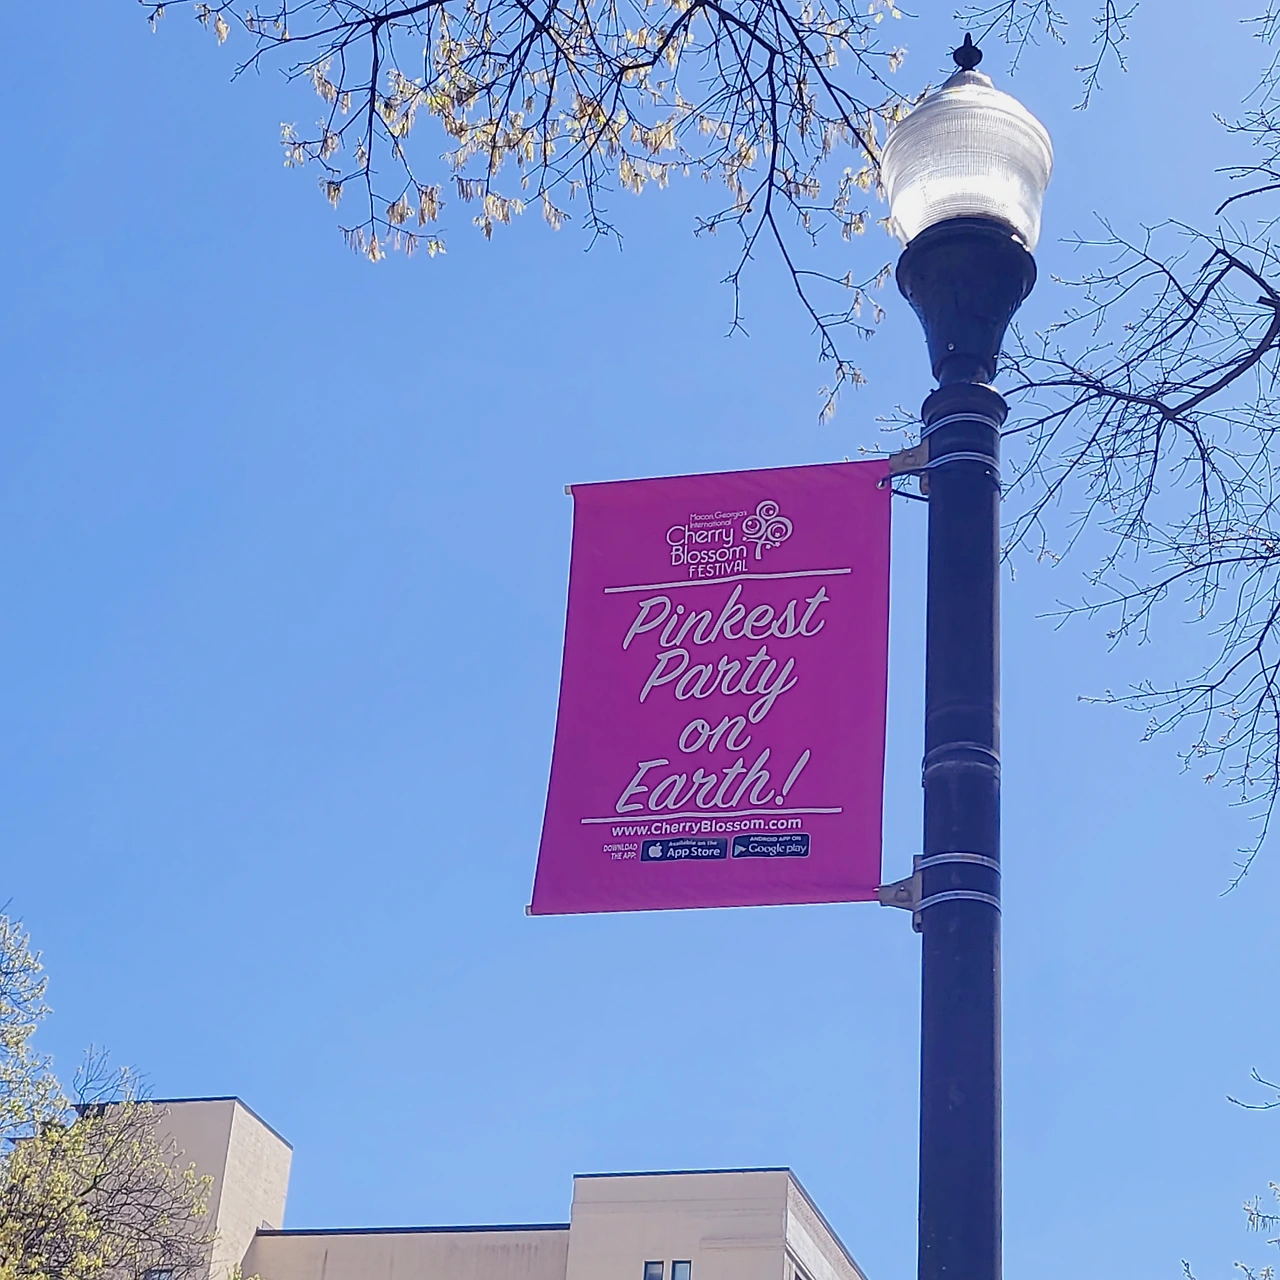 Macon, Georgia's
International
Cherry
Blossom
FESTIVAL
Pinkest
Party
on
Earth!
www.CherryBlossom.com
DOWNLOAD
THE APP:
Available on the
App Store
ANDROID APP ON
Google play